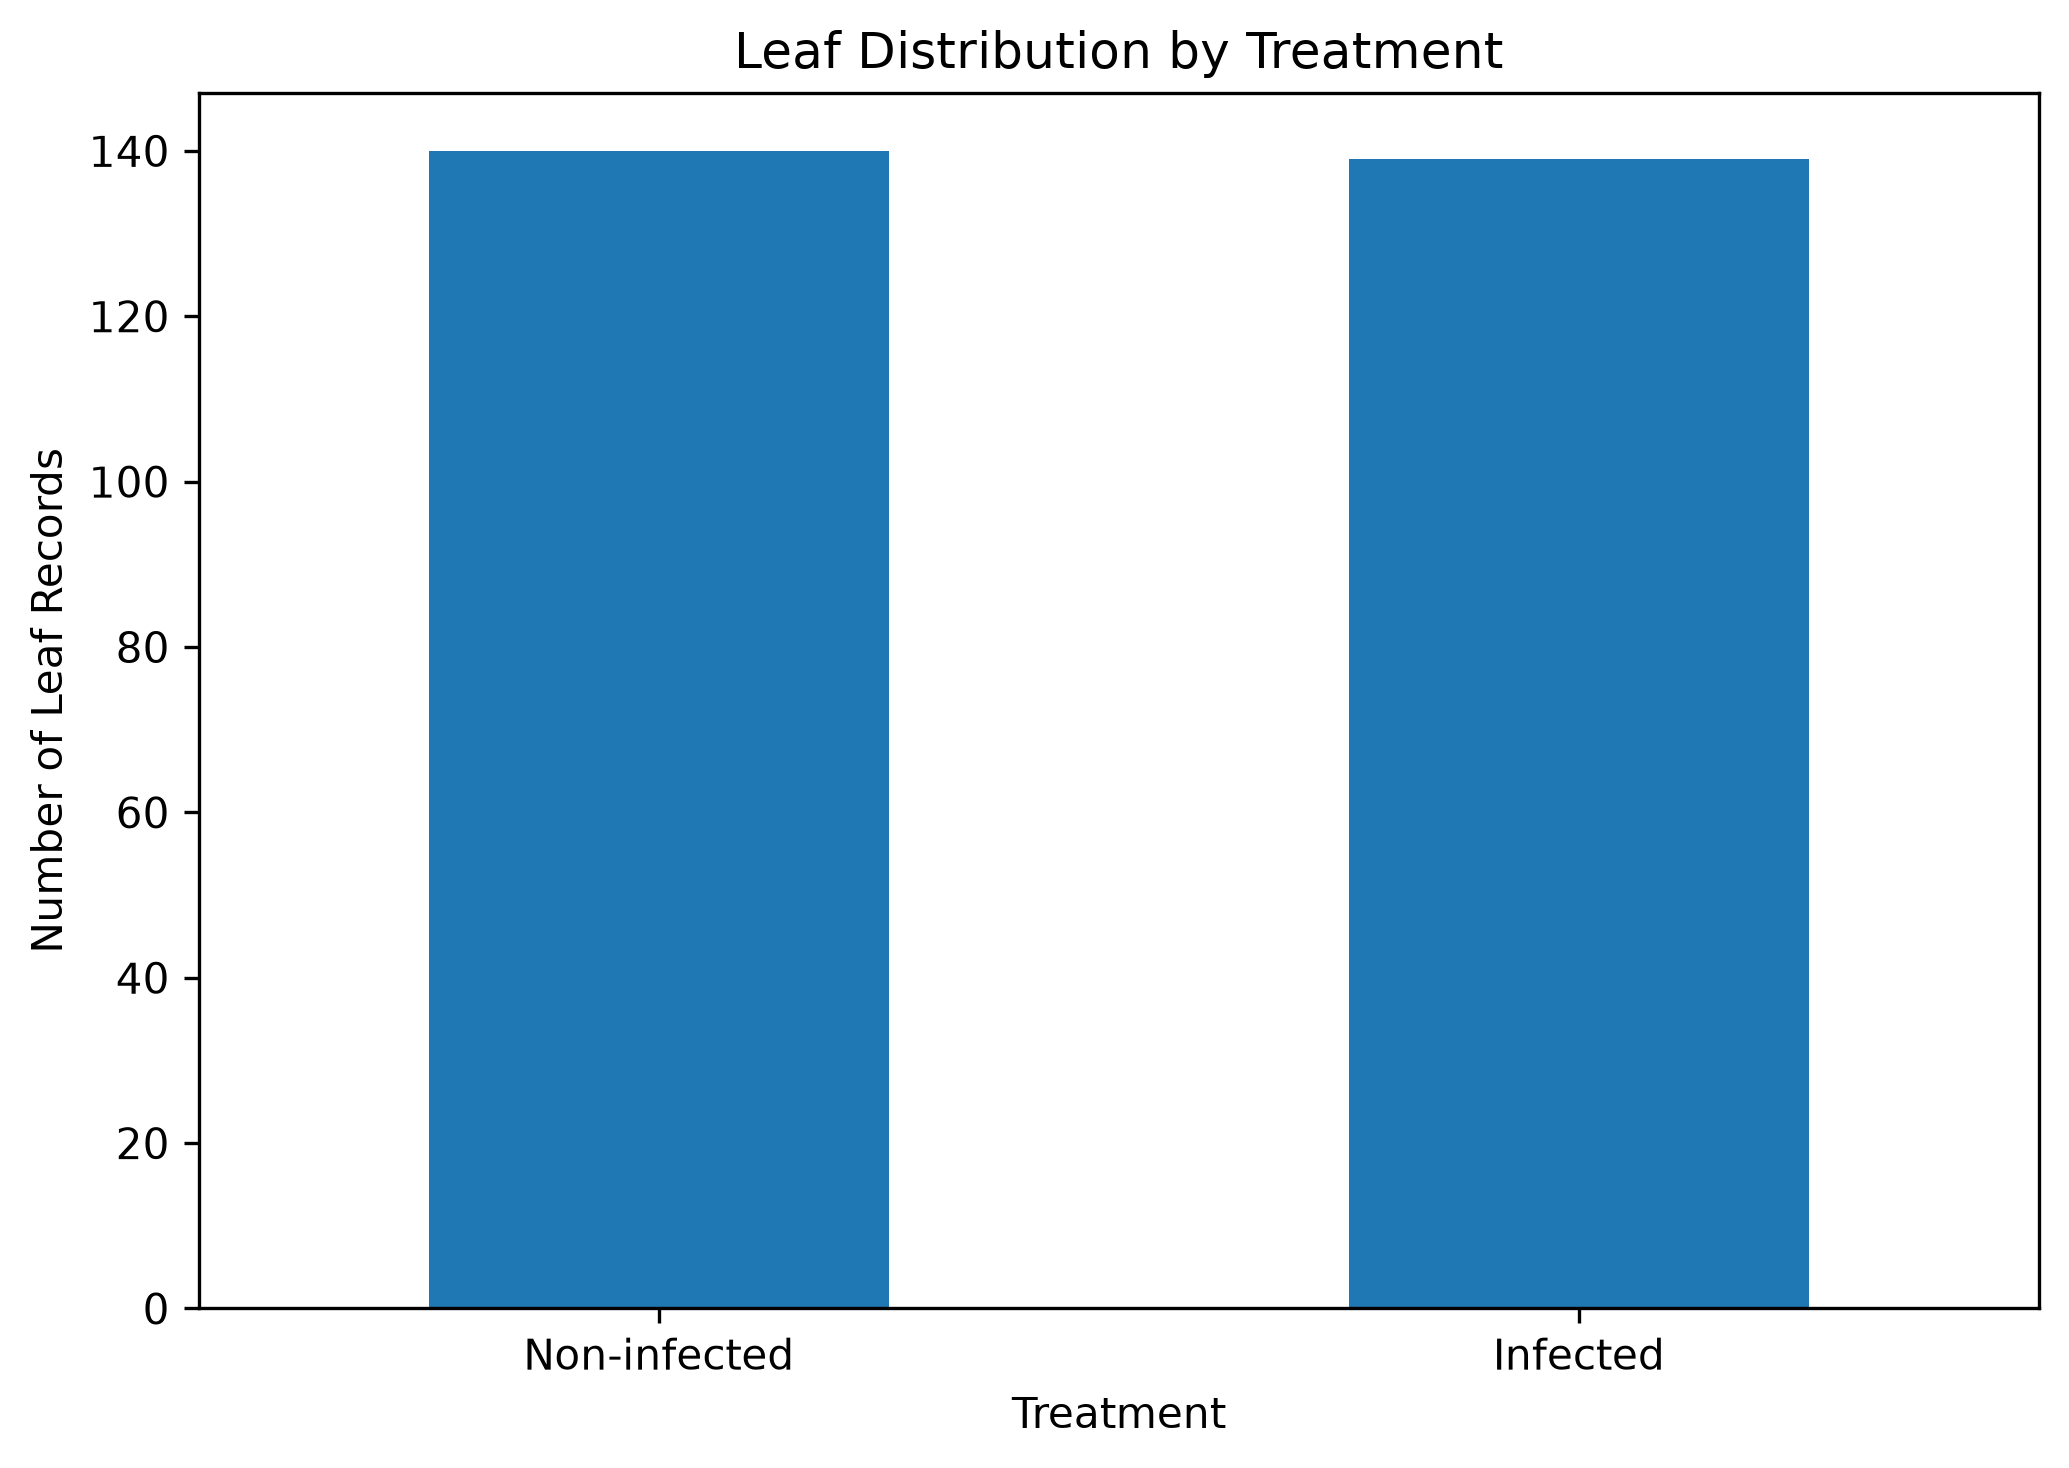 Leaf Distribution by Treatment
140
120
100
80
60
40
20
0
Number of Leaf Records
Non-infected Infected
Treatment